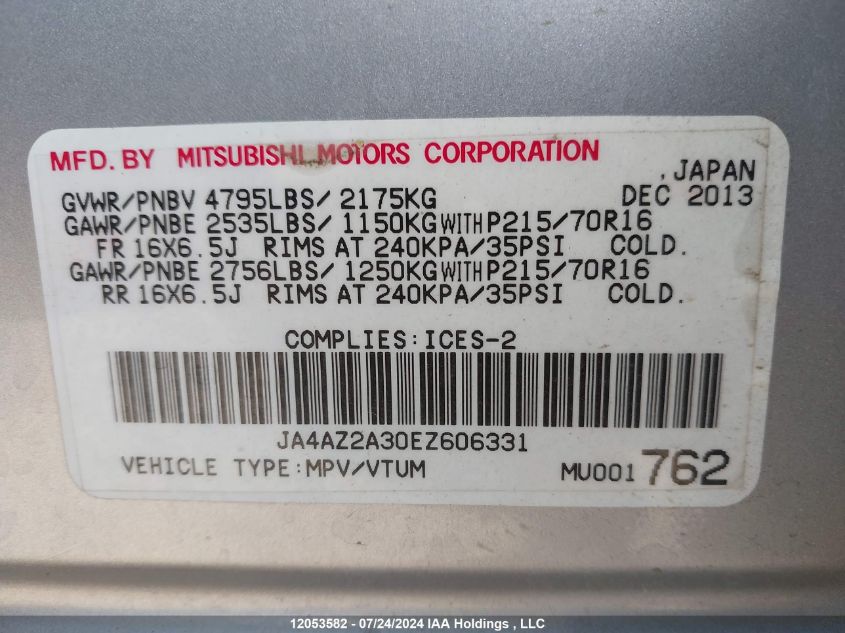 MFD. BY MITSUBISHI MOTORS CORPORATION
, JAPAN
GVWR/PNBV 4795LBS/ 2175KG DEC 2013
GAWR/PNBE 2535LBS/ 1150KG WITH P215/70R16
FR 16X6.5J RIMS AT 240KPA/35PSI COLD.
GAWR/PNBE 2756LBS/ 1250KG WITH P215/70R16
RR 16X6.5J RIMS AT 240KPA/35PSI COLD.
COMPLIES:ICES-2
JA4AZ2A30EZ606331
VEHICLE TYPE:MPV/VTUM MU001 762
12053582 - 07/24/2024 IAA Holdings , LLC